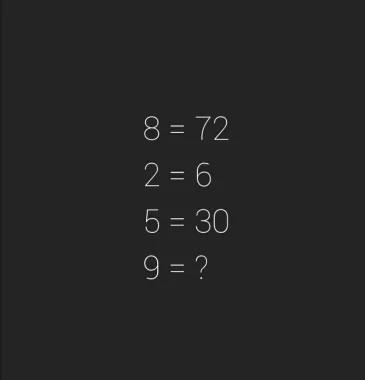 8 = 72
2 = 6
5 = 30
9 = ?